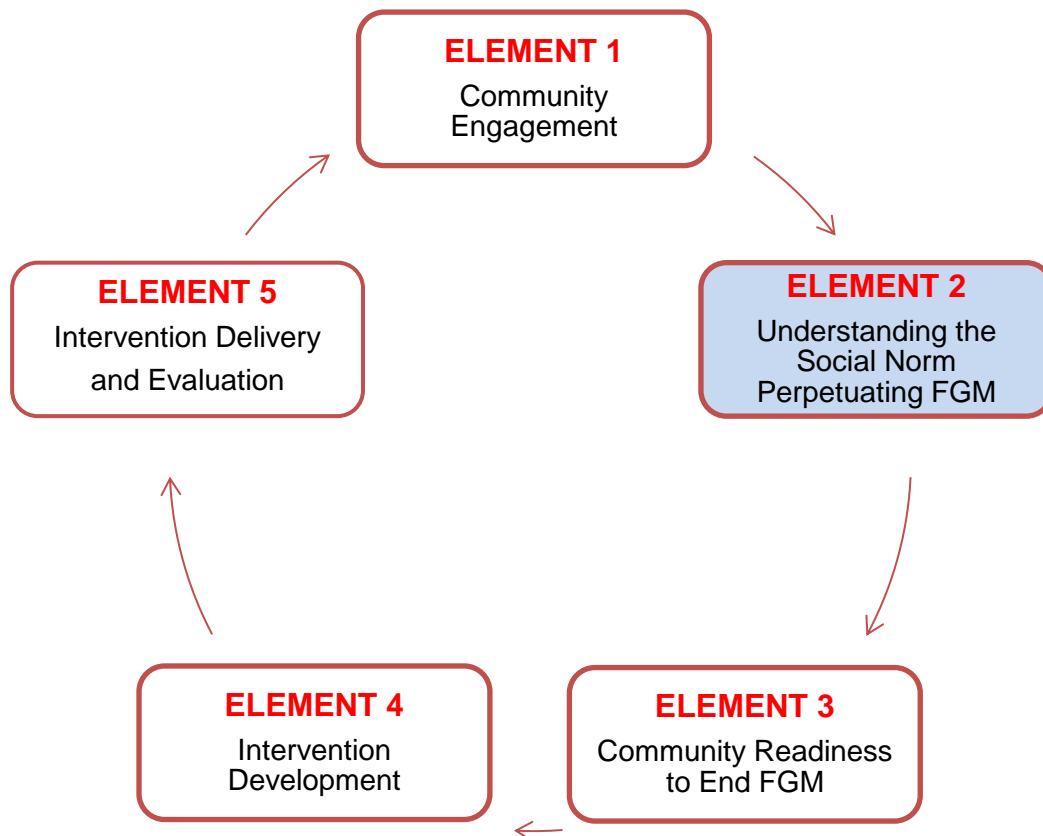 ELEMENT 1
Community
Engagement
ELEMENT 2
Understanding the
Social Norm
Perpetuating FGM
ELEMENT 3
Community Readiness
to End FGM
ELEMENT 4
Intervention
Development
ELEMENT 5
Intervention Delivery
and Evaluation